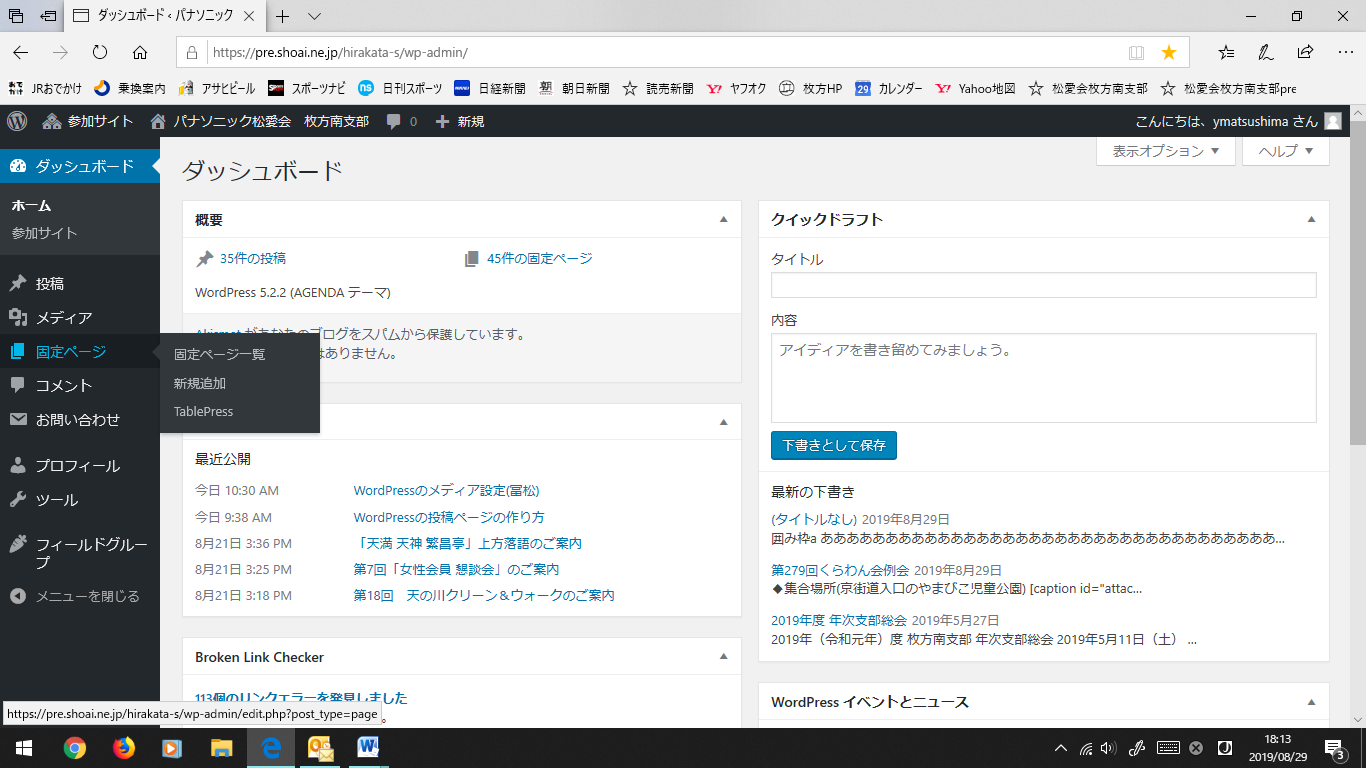 ダッシュボード ‹ パナソニック
https://pre.shoai.ne.jp/hirakata-s/wp-admin/
JRおでかけ 乗換案内 アサヒビール スポーツナビ 日刊スポーツ 日経新聞 朝日新聞 読売新聞 ヤフオク 枚方HP カレンダー Yahoo地図 松愛会枚方南支部 松愛会枚方南支部pre
参加サイト パナソニック松愛会 枚方南支部 0 新規 こんにちは、ymatsushima さん
ダッシュボード
ホーム
参加サイト
投稿
メディア
固定ページ
コメント
お問い合わせ
プロフィール
ツール
フィールドグループ
メニューを閉じる
固定ページ一覧
新規追加
TablePress
表示オプション ▼ ヘルプ ▼
ダッシュボード
概要
35件の投稿 45件の固定ページ
WordPress 5.2.2 (AGENDA テーマ)
があなたのブログをスパムから保護しています。
はありません。
最近公開
今日 10:30 AM WordPressのメディア設定(冨松)
今日 9:38 AM WordPressの投稿ページの作り方
8月21日 3:36 PM 「天満 天神 繁昌亭」上方落語のご案内
8月21日 3:25 PM 第7回「女性会員 懇談会」のご案内
8月21日 3:18 PM 第18回　天の川クリーン＆ウォークのご案内
Broken Link Checker
113個のリンクエラーを発見しました
クイックドラフト
タイトル
内容
アイディアを書き留めてみましょう。
下書きとして保存
最新の下書き
(タイトルなし) 2019年8月29日
囲み枠a ああああああああああああああああああああああああああああああああああ...
第279回くらわん会例会 2019年8月29日
◆集合場所(京街道入口のやまびこ児童公園) [caption id="attac...
2019年度 年次支部総会 2019年5月27日
2019年（令和元年）度 枚方南支部 年次支部総会 2019年5月11日（土） ...
WordPress イベントとニュース
https://pre.shoai.ne.jp/hirakata-s/wp-admin/edit.php?post_type=page
18:13
2019/08/29
3